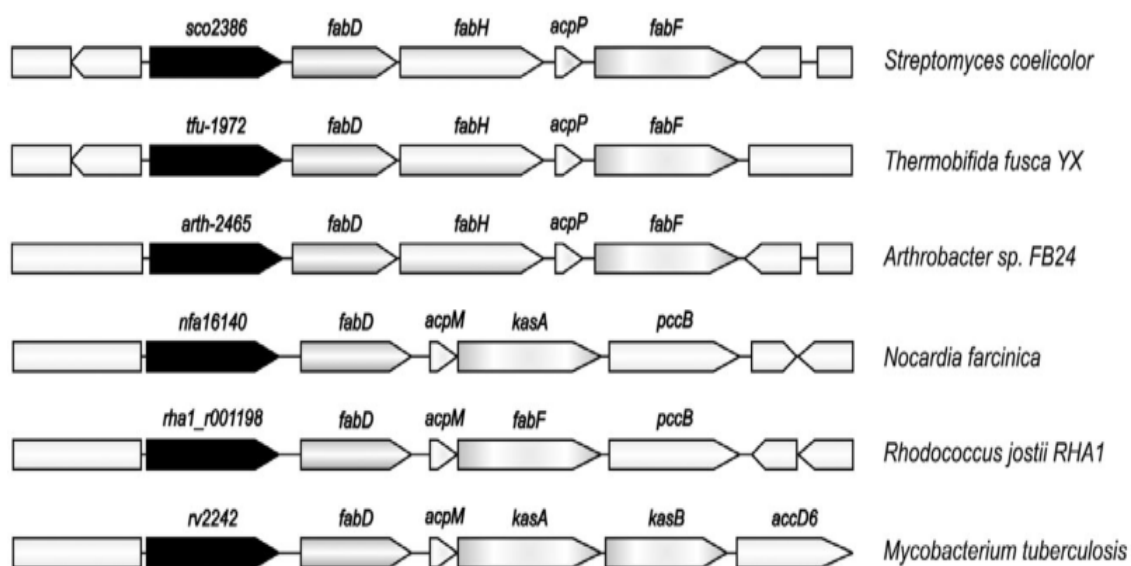 sco2386 fabD fabH acpP fabF
Streptomyces coelicolor
tfu-1972 fabD fabH acpP fabF
Thermobifida fusca YX
arth-2465 fabD fabH acpP fabF
Arthrobacter sp. FB24
nfa16140 fabD acpM kasA pccB
Nocardia farcinica
rha1_r001198 fabD acpM fabF pccB
Rhodococcus jostii RHA1
rv2242 fabD acpM kasA kasB accD6
Mycobacterium tuberculosis